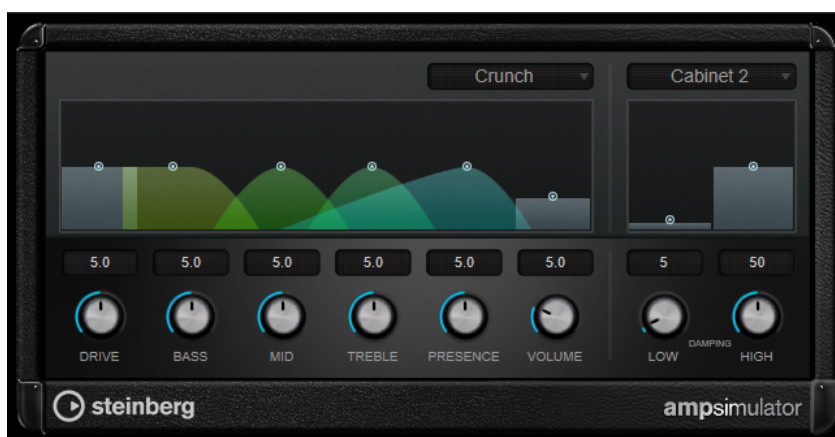 Crunch Cabinet 2
5.0 5.0 5.0 5.0 5.0 5.0 5 50
DRIVE BASS MID TREBLE PRESENCE VOLUME LOW DAMPING HIGH
steinberg ampsimulator